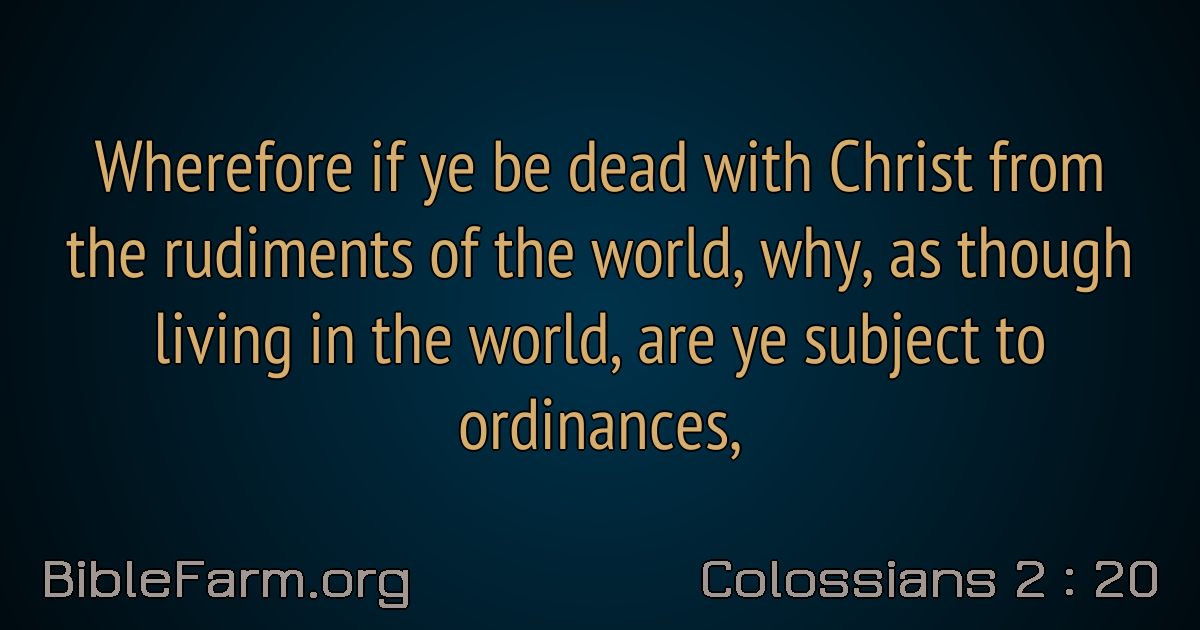 Wherefore if ye be dead with Christ from
the rudiments of the world, why, as though
living in the world, are ye subject to
ordinances,
BibleFarm.org
Colossians 2 : 20